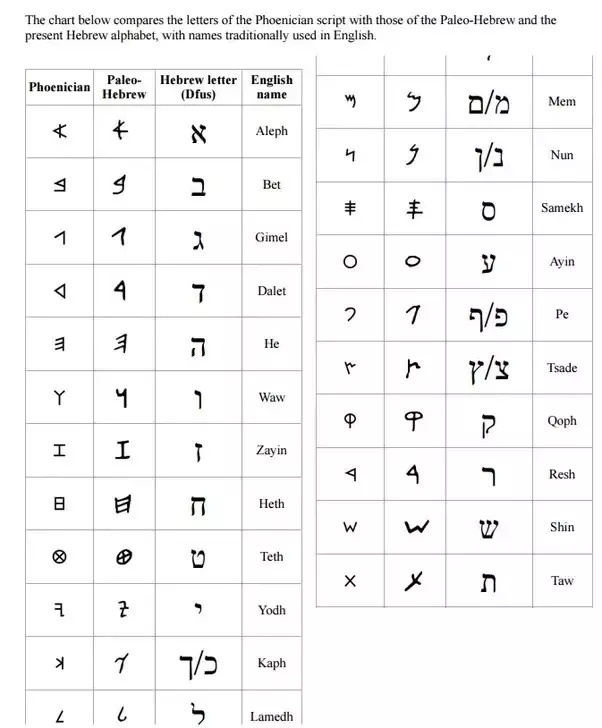 The chart below compares the letters of the Phoenician script with those of the Paleo-Hebrew and the
present Hebrew alphabet, with names traditionally used in English.
Phoenician Paleo-Hebrew Hebrew letter (Dfus) English name
𐤀 𐤀 א Aleph
𐤁 𐤁 ב Bet
𐤂 𐤂 ג Gimel
𐤃 𐤃 ד Dalet
𐤄 𐤄 ה He
𐤅 𐤅 ו Waw
𐤆 𐤆 ז Zayin
𐤇 𐤇 ח Heth
𐤈 𐤈 ט Teth
𐤉 𐤉 י Yodh
𐤊 𐤊 כ/ך Kaph
𐤋 𐤋 ל Lamedh
𐤌 𐤌 מ/ם Mem
𐤍 𐤍 נ/ן Nun
𐤎 𐤎 ס Samekh
𐤏 𐤏 ע Ayin
𐤐 𐤐 פ/ף Pe
𐤑 𐤑 צ/ץ Tsade
𐤒 𐤒 ק Qoph
𐤓 𐤓 ר Resh
𐤔 𐤔 ש Shin
𐤕 𐤕 ת Taw